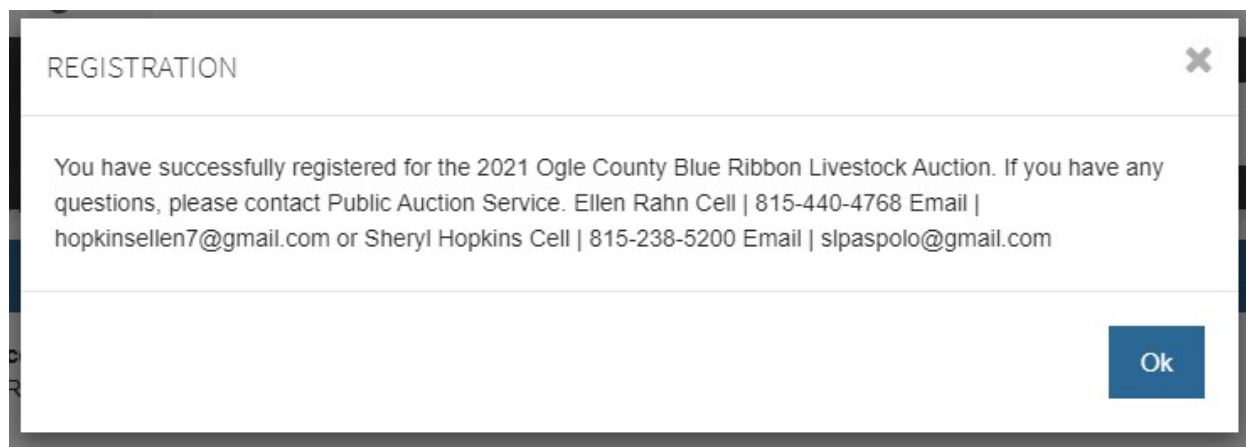 REGISTRATION
You have successfully registered for the 2021 Ogle County Blue Ribbon Livestock Auction. If you have any
questions, please contact Public Auction Service. Ellen Rahn Cell | 815-440-4768 Email |
hopkinsellen7@gmail.com or Sheryl Hopkins Cell | 815-238-5200 Email | slpaspolo@gmail.com
Ok